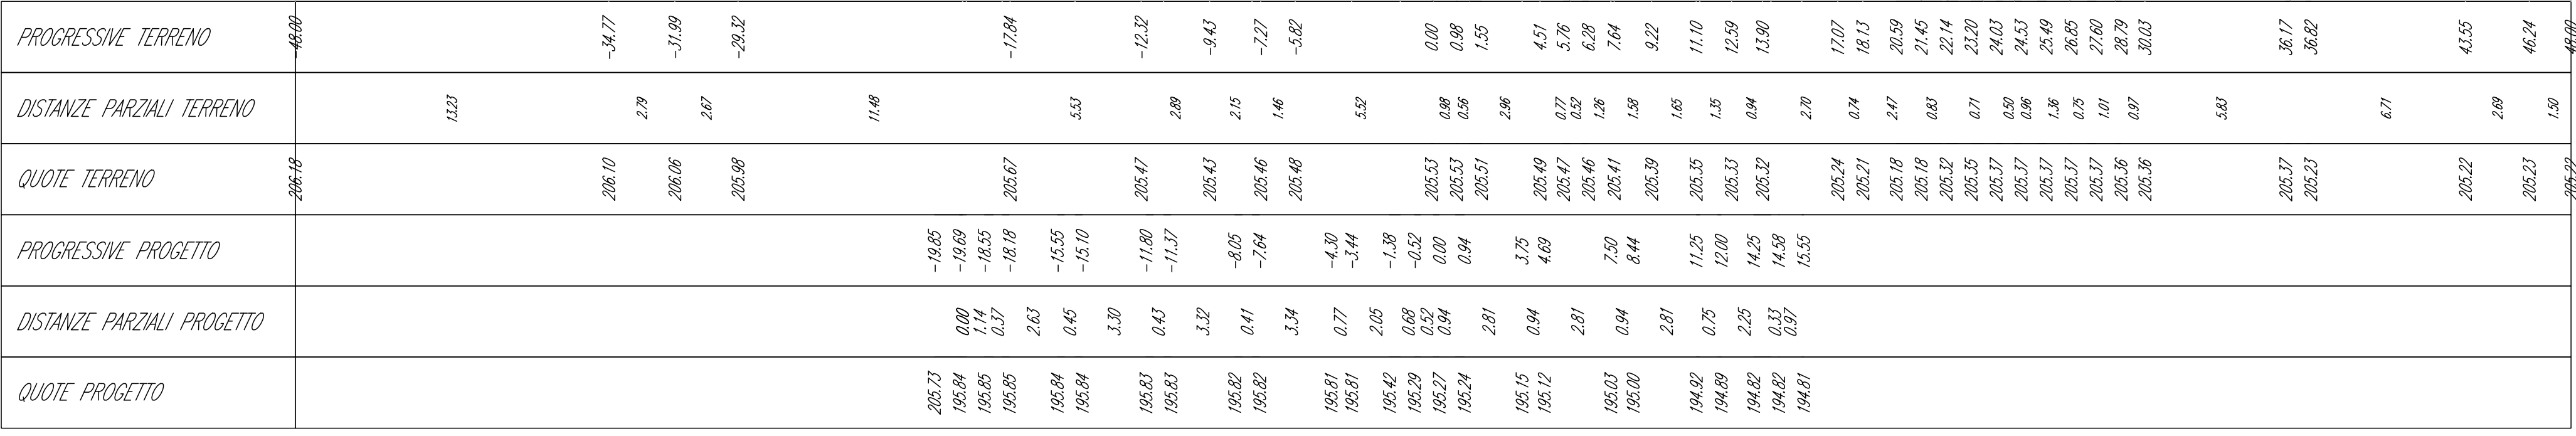 PROGRESSIVE TERRENO -48.00 -34.77 -31.99 -29.32 -17.84 -12.32 -9.43 -7.27 -5.82 0.00 0.98 1.55 4.51 5.76 6.28 7.64 9.22 11.10 12.59 13.90 17.07 18.13 20.59 21.45 22.14 23.20 24.03 24.53 25.49 26.85 27.60 28.79 30.03 36.17 36.82 43.55 46.24 48.00
DISTANZE PARZIALI TERRENO 13.23 2.79 2.67 11.48 5.53 2.89 2.15 1.46 5.52 0.98 0.56 2.96 0.77 0.52 1.26 1.58 1.65 1.35 0.94 2.70 0.74 2.47 0.83 0.71 0.50 0.96 1.36 0.75 1.01 0.97 5.83 6.71 2.69 1.50
QUOTE TERRENO 206.18 206.10 206.06 205.98 205.67 205.47 205.43 205.46 205.48 205.53 205.53 205.51 205.49 205.47 205.46 205.41 205.39 205.35 205.33 205.32 205.24 205.21 205.18 205.18 205.32 205.35 205.37 205.37 205.37 205.37 205.37 205.36 205.36 205.37 205.23 205.22 205.23
PROGRESSIVE PROGETTO -19.85 -19.69 -18.55 -18.18 -15.55 -15.10 -11.80 -11.37 -8.05 -7.64 -4.30 -3.44 -1.38 -0.52 0.00 0.94 3.75 4.69 7.50 8.44 11.25 12.00 14.25 14.58 15.55
DISTANZE PARZIALI PROGETTO 0.00 1.14 0.37 2.63 0.45 3.30 0.43 3.32 0.41 3.34 0.77 2.05 0.68 0.52 0.94 2.81 0.94 2.81 0.94 2.81 0.75 2.25 0.33 0.97
QUOTE PROGETTO 205.73 195.84 195.85 195.85 195.84 195.84 195.83 195.83 195.82 195.82 195.81 195.81 195.42 195.29 195.27 195.24 195.15 195.12 195.03 195.00 194.92 194.89 194.82 194.82 194.81